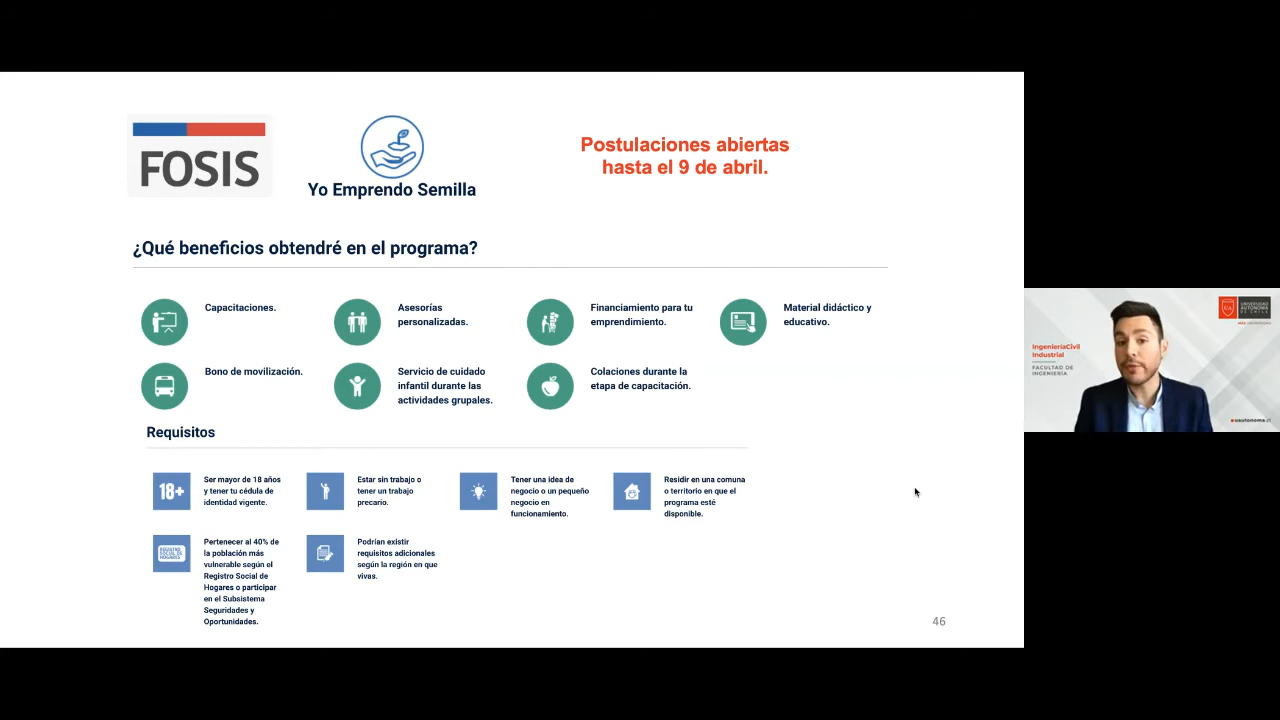 FOSIS
Yo Emprendo Semilla
Postulaciones abiertas
hasta el 9 de abril.
¿Qué beneficios obtendré en el programa?
Capacitaciones.
Asesorías
personalizadas.
Financiamiento para tu
emprendimiento.
Material didáctico y
educativo.
Bono de movilización.
Servicio de cuidado
infantil durante las
actividades grupales.
Colaciones durante la
etapa de capacitación.
Requisitos
18+
Ser mayor de 18 años
y tener tu cédula de
identidad vigente.
Estar sin trabajo o
tener un trabajo
precario.
Tener una idea de
negocio o un pequeño
negocio en
funcionamiento.
Residir en una comuna
o territorio en que el
programa esté
disponible.
REGISTRO
SOCIAL DE
HOGARES
Pertenecer al 40% de
la población más
vulnerable según el
Registro Social de
Hogares o participar
en el Subsistema
Seguridades y
Oportunidades.
Podrían existir
requisitos adicionales
según la región en que
vivas.
46
UNIVERSIDAD
AUTÓNOMA
DE CHILE
MÁS UNIVERSIDAD
IngenieríaCivil
Industrial
FACULTAD DE
INGENIERÍA
uautonoma.cl